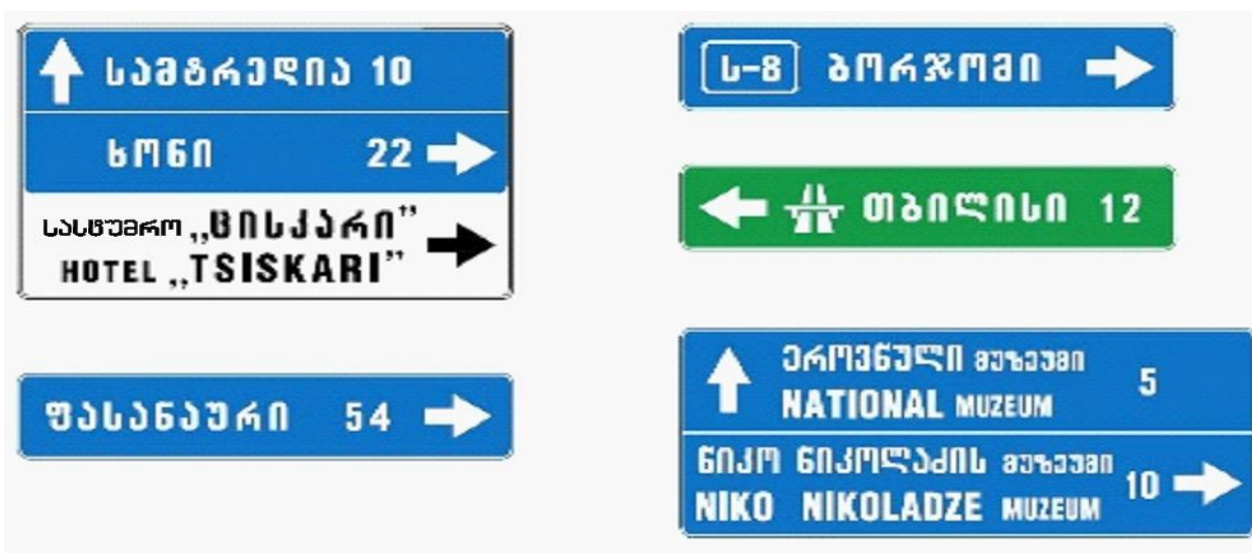 სამტრედია 10
ხონი 22
სასტუმრო „ცისკარი”
HOTEL „TSISKARI”
ფასანაური 54
ს-8 ბორჯომი
თბილისი 12
ეროვნული მუზეუმი 5
NATIONAL MUZEUM
ნიკო ნიკოლაძის მუზეუმი 10
NIKO NIKOLADZE MUZEUM